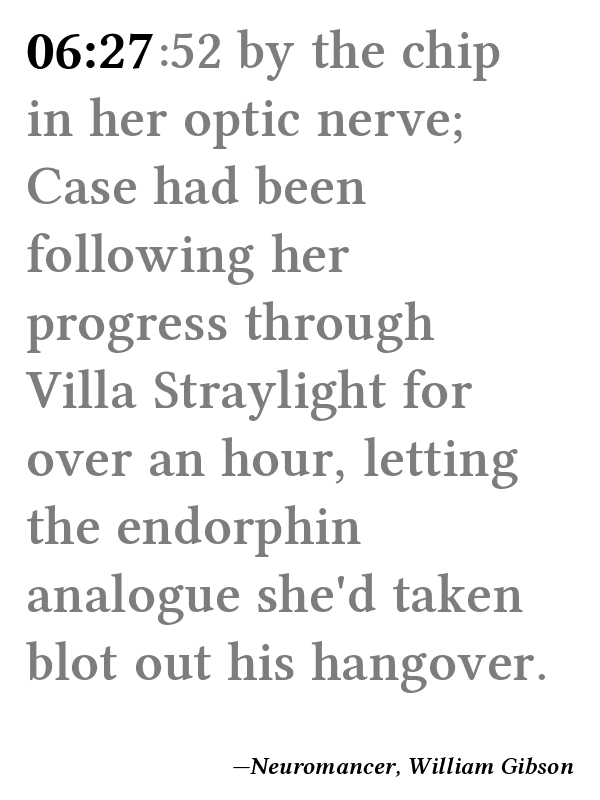 06:27:52 by the chip
in her optic nerve;
Case had been
following her
progress through
Villa Straylight for
over an hour, letting
the endorphin
analogue she'd taken
blot out his hangover.
—Neuromancer, William Gibson